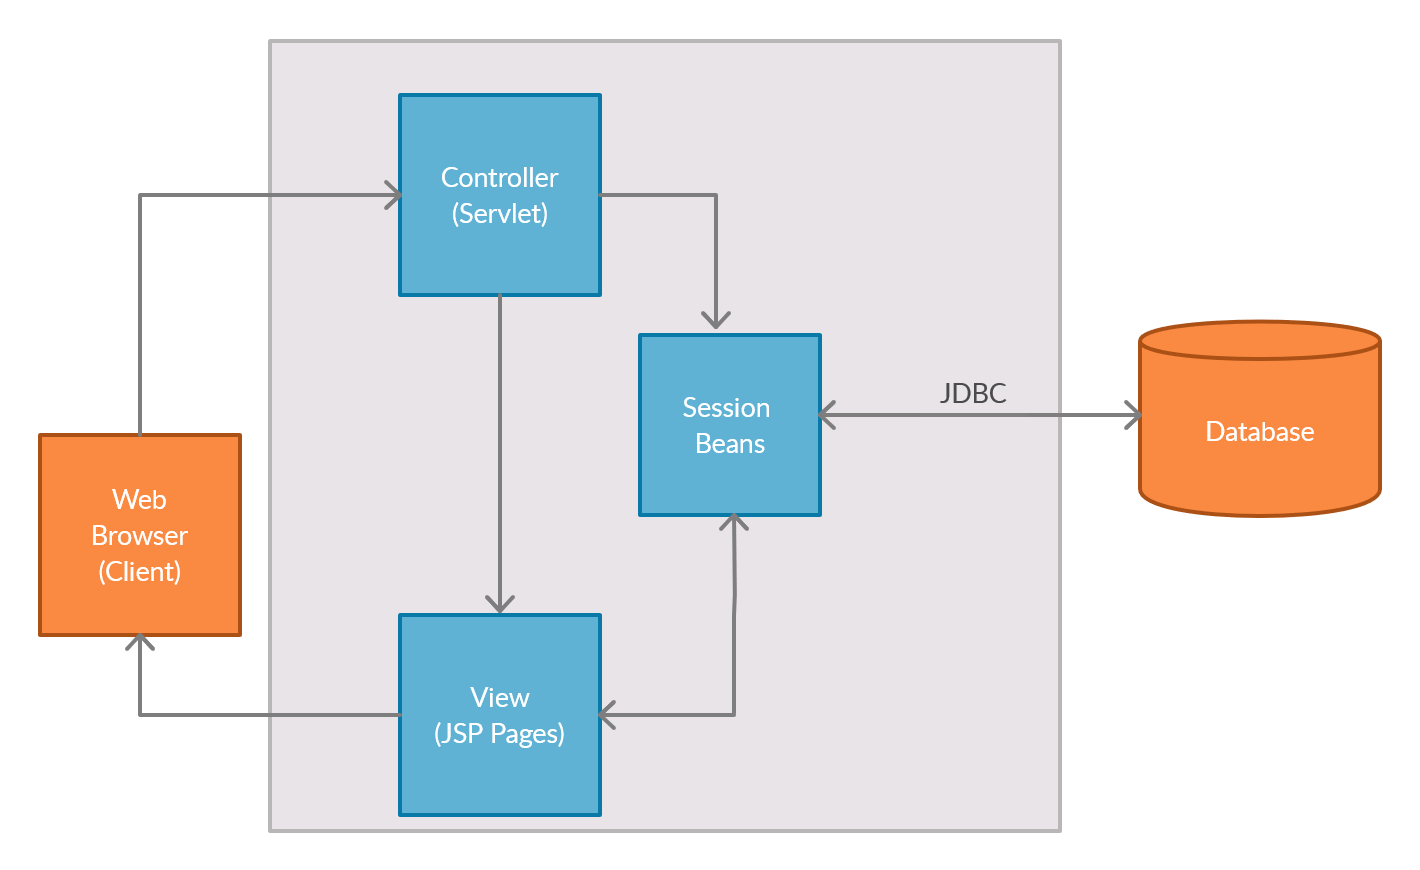 Controller
(Servlet)
Session
Beans
JDBC
Database
Web
Browser
(Client)
View
(JSP Pages)